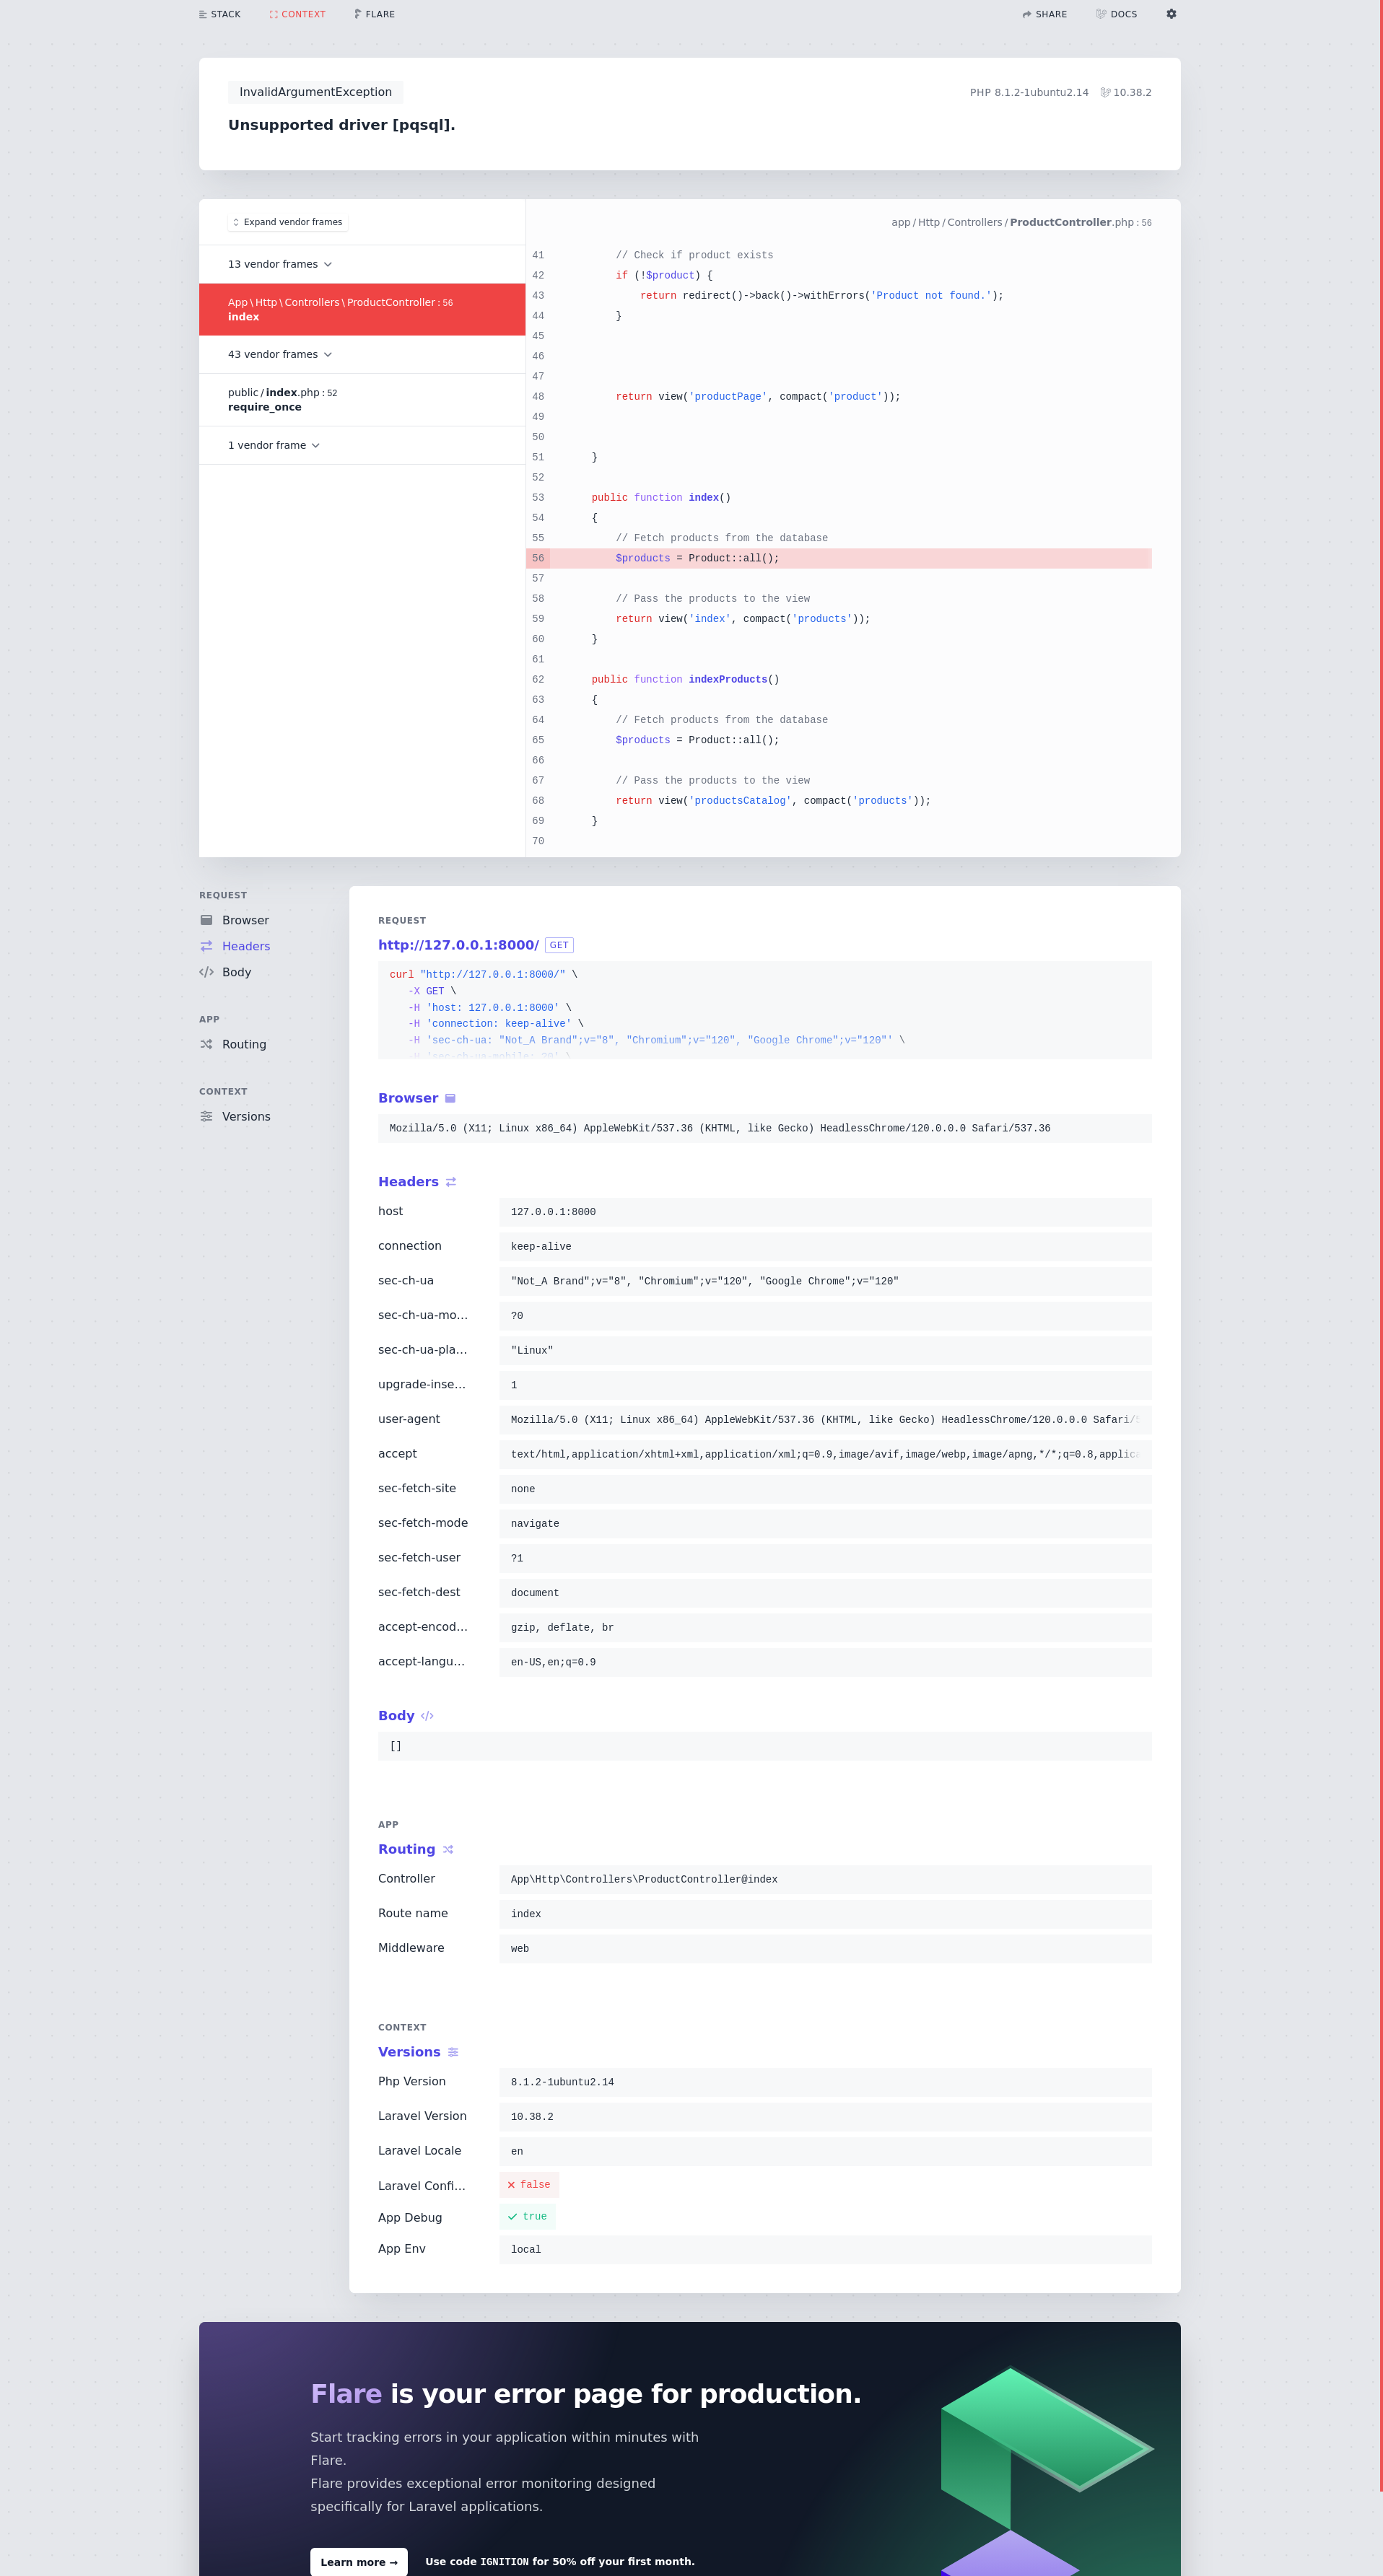 STACK CONTEXT FLARE SHARE DOCS
InvalidArgumentException PHP 8.1.2-1ubuntu2.14 10.38.2
Unsupported driver [pqsql].
Expand vendor frames
13 vendor frames
App\Http\Controllers\ProductController:56
index
43 vendor frames
public/index.php:52
require_once
1 vendor frame
app/Http/Controllers/ProductController.php:56
41 // Check if product exists
42 if (!$product) {
43 return redirect()->back()->withErrors('Product not found.');
44 }
45
46
47
48 return view('productPage', compact('product'));
49
50
51 }
52
53 public function index()
54 {
55 // Fetch products from the database
56 $products = Product::all();
57
58 // Pass the products to the view
59 return view('index', compact('products'));
60 }
61
62 public function indexProducts()
63 {
64 // Fetch products from the database
65 $products = Product::all();
66
67 // Pass the products to the view
68 return view('productsCatalog', compact('products'));
69 }
70
REQUEST
Browser
Headers
Body
APP
Routing
CONTEXT
Versions
REQUEST
http://127.0.0.1:8000/ GET
curl "http://127.0.0.1:8000/" \
-X GET \
-H 'host: 127.0.0.1:8000' \
-H 'connection: keep-alive' \
-H 'sec-ch-ua: "Not_A Brand";v="8", "Chromium";v="120", "Google Chrome";v="120"' \
-H 'sec-ch-ua-mobile: ?0' \
Browser
Mozilla/5.0 (X11; Linux x86_64) AppleWebKit/537.36 (KHTML, like Gecko) HeadlessChrome/120.0.0.0 Safari/537.36
Headers
host 127.0.0.1:8000
connection keep-alive
sec-ch-ua "Not_A Brand";v="8", "Chromium";v="120", "Google Chrome";v="120"
sec-ch-ua-mo… ?0
sec-ch-ua-pla… "Linux"
upgrade-inse… 1
user-agent Mozilla/5.0 (X11; Linux x86_64) AppleWebKit/537.36 (KHTML, like Gecko) HeadlessChrome/120.0.0.0 Safari/5
accept text/html,application/xhtml+xml,application/xml;q=0.9,image/avif,image/webp,image/apng,*/*;q=0.8,applica
sec-fetch-site none
sec-fetch-mode navigate
sec-fetch-user ?1
sec-fetch-dest document
accept-encod… gzip, deflate, br
accept-langu… en-US,en;q=0.9
Body
[]
APP
Routing
Controller App\Http\Controllers\ProductController@index
Route name index
Middleware web
CONTEXT
Versions
Php Version 8.1.2-1ubuntu2.14
Laravel Version 10.38.2
Laravel Locale en
Laravel Confi… false
App Debug true
App Env local
Flare is your error page for production.
Start tracking errors in your application within minutes with
Flare.
Flare provides exceptional error monitoring designed
specifically for Laravel applications.
Learn more → Use code IGNITION for 50% off your first month.